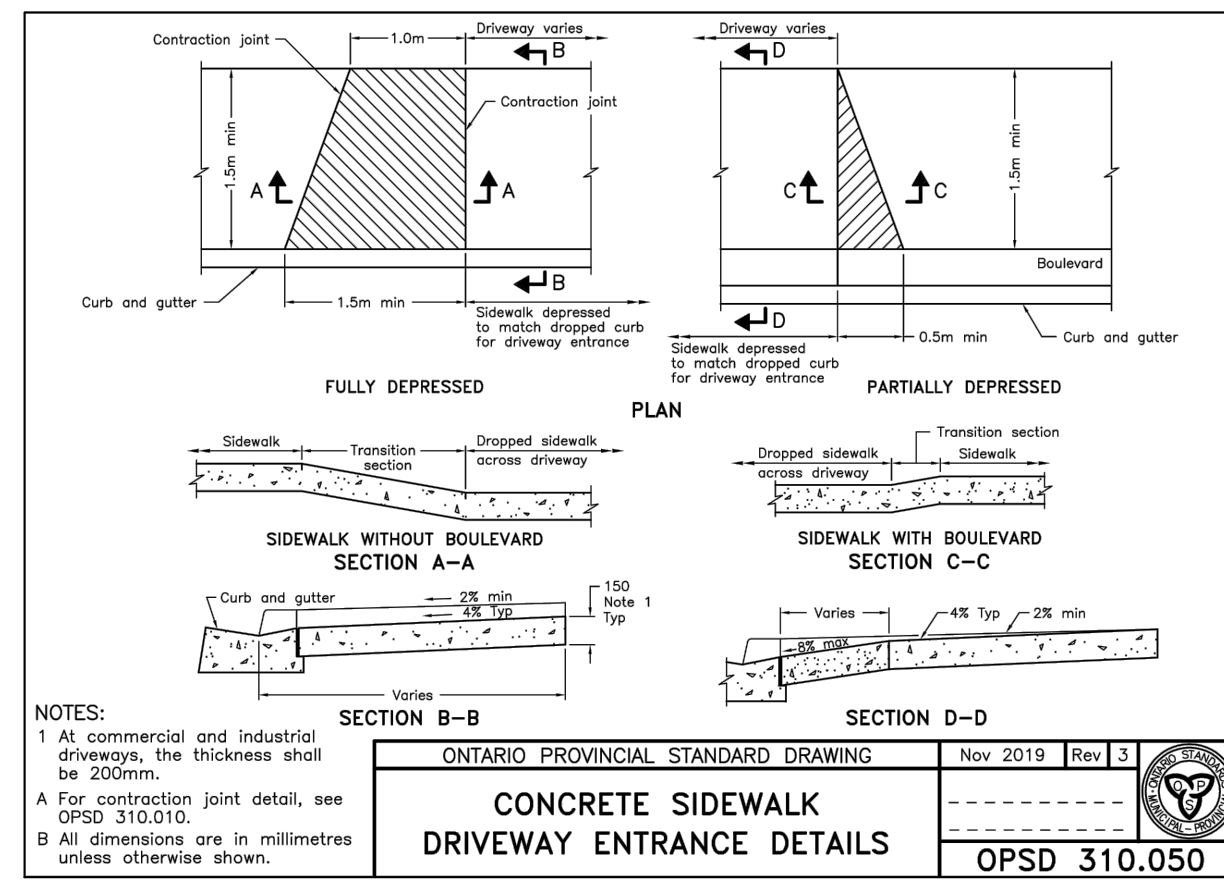 Contraction joint
1.0m
Driveway varies
B
Contraction joint
1.5m min
A
A
B
Curb and gutter
1.5m min
Sidewalk depressed
to match dropped curb
for driveway entrance
FULLY DEPRESSED
Driveway varies
D
1.5m min
C
C
Boulevard
D
0.5m min
Curb and gutter
Sidewalk depressed
to match dropped curb
for driveway entrance
PARTIALLY DEPRESSED
PLAN
Sidewalk
Transition
section
Dropped sidewalk
across driveway
SIDEWALK WITHOUT BOULEVARD
SECTION A-A
Transition section
Dropped sidewalk
across driveway
Sidewalk
SIDEWALK WITH BOULEVARD
SECTION C-C
Curb and gutter
2% min
4% Typ
150
Note 1
Typ
Varies
SECTION B-B
Varies
4% Typ
2% min
8% max
SECTION D-D
NOTES:
1 At commercial and industrial
driveways, the thickness shall
be 200mm.
A For contraction joint detail, see
OPSD 310.010.
B All dimensions are in millimetres
unless otherwise shown.
ONTARIO PROVINCIAL STANDARD DRAWING
Nov 2019
Rev
3
CONCRETE SIDEWALK
DRIVEWAY ENTRANCE DETAILS
OPSD 310.050
O P
S